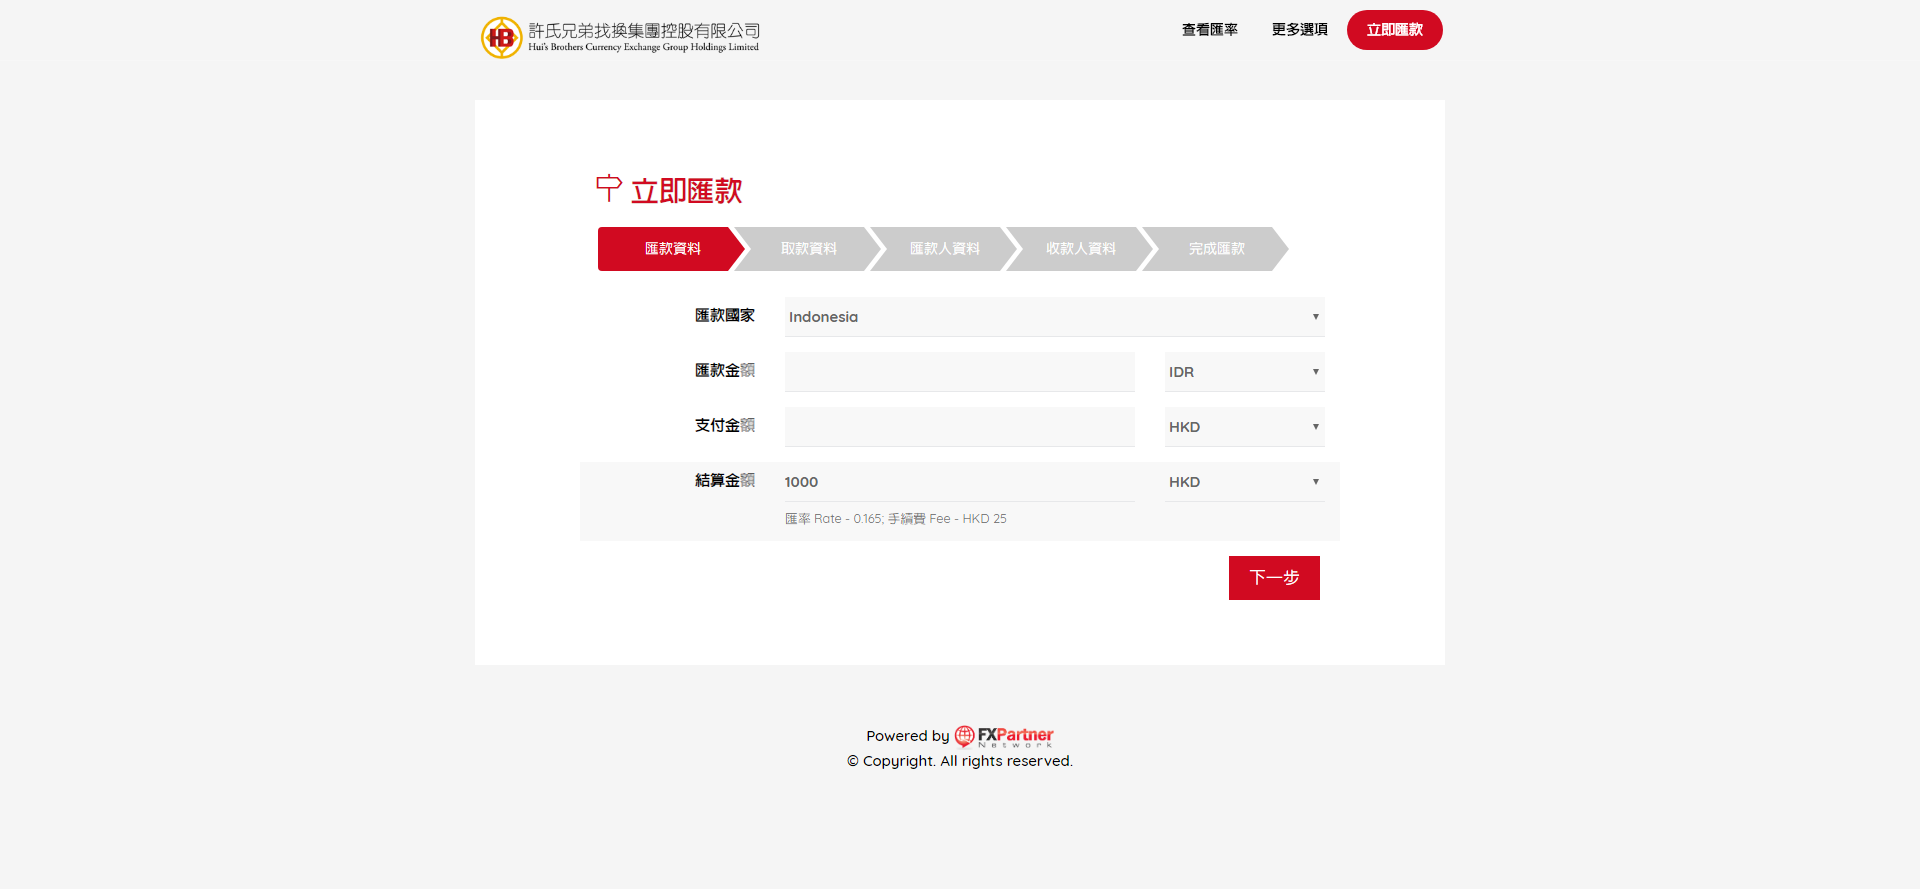 HB 許氏兄弟找換集團控股有限公司
Hui's Brothers Currency Exchange Group Holdings Limited
查看匯率 更多選項 立即匯款
立即匯款
匯款資料 取款資料 匯款人資料 收款人資料 完成匯款
匯款國家 Indonesia
匯款金額 IDR
支付金額 HKD
結算金額 1000 HKD
匯率 Rate - 0.165; 手續費 Fee - HKD 25
下一步
Powered by FXPartner
Network
© Copyright. All rights reserved.